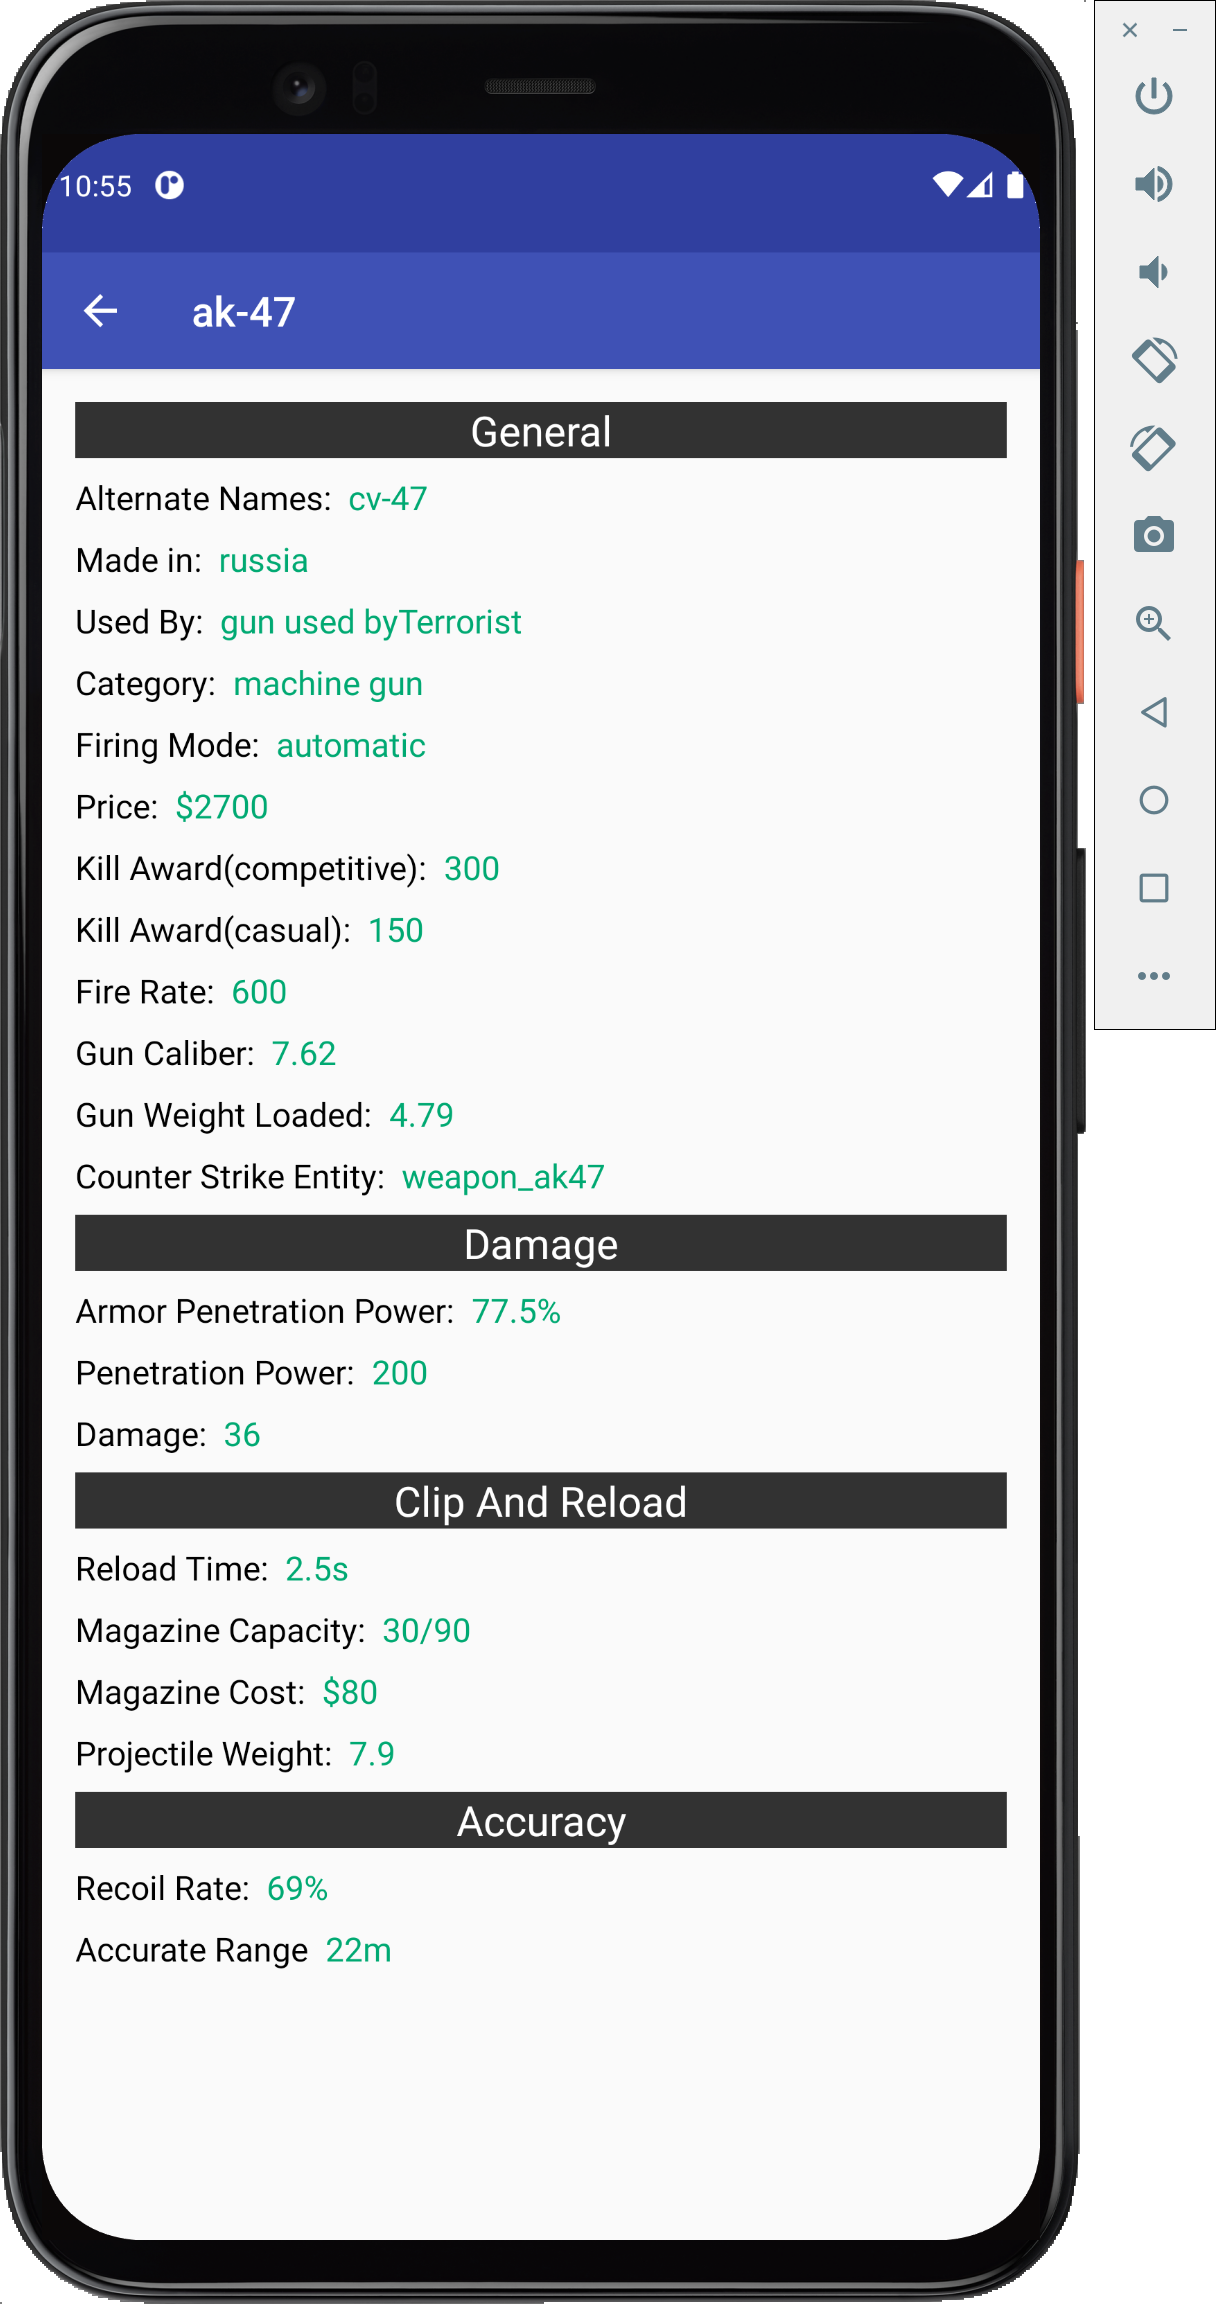 10:55
ak-47
General
Alternate Names: cv-47
Made in: russia
Used By: gun used byTerrorist
Category: machine gun
Firing Mode: automatic
Price: $2700
Kill Award(competitive): 300
Kill Award(casual): 150
Fire Rate: 600
Gun Caliber: 7.62
Gun Weight Loaded: 4.79
Counter Strike Entity: weapon_ak47
Damage
Armor Penetration Power: 77.5%
Penetration Power: 200
Damage: 36
Clip And Reload
Reload Time: 2.5s
Magazine Capacity: 30/90
Magazine Cost: $80
Projectile Weight: 7.9
Accuracy
Recoil Rate: 69%
Accurate Range 22m